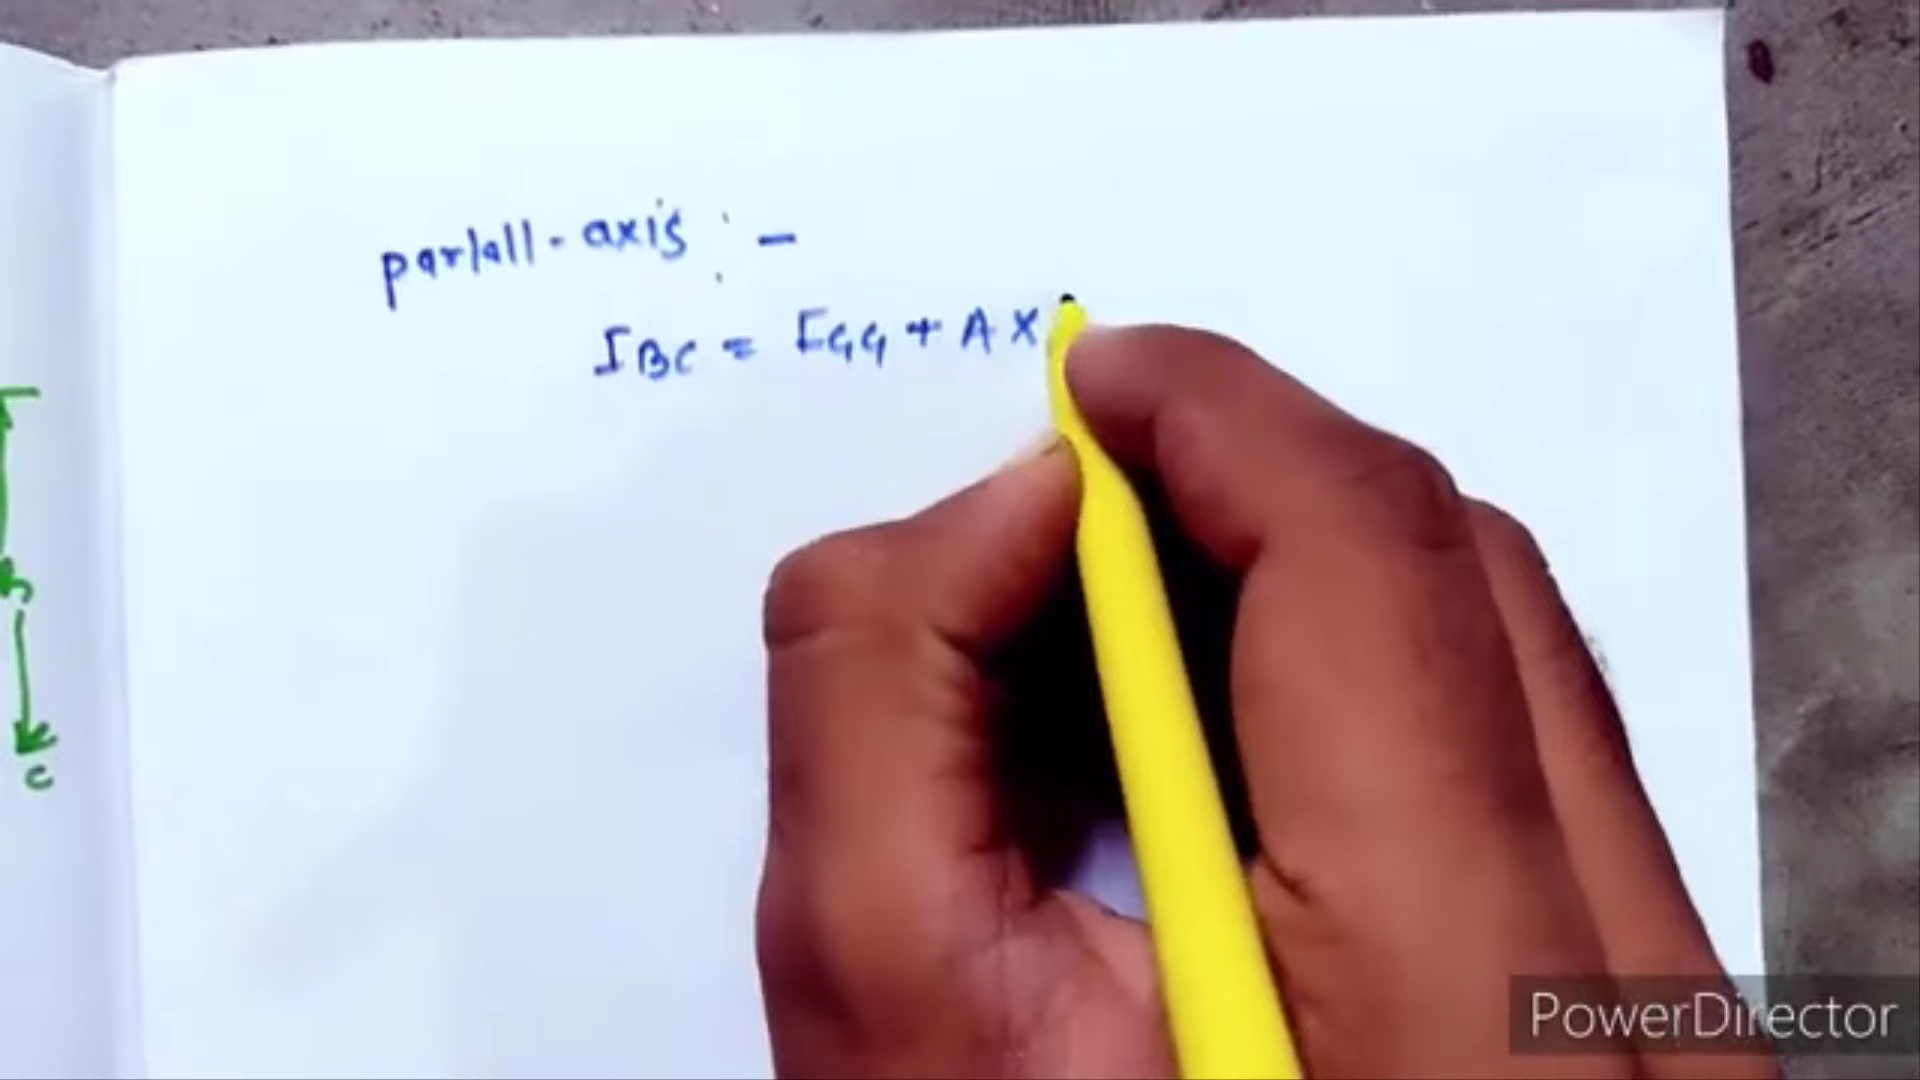 parlall-axis :-
IBC = IGG + A X
B
C
PowerDirector